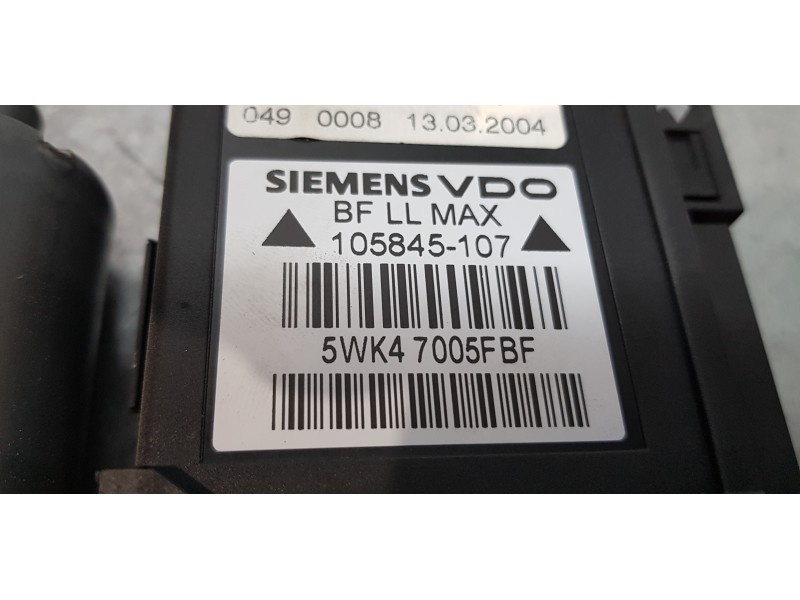 049 0008 13.03.2004
SIEMENS VDO
BF LL MAX
105845-107
5WK4 7005FBF